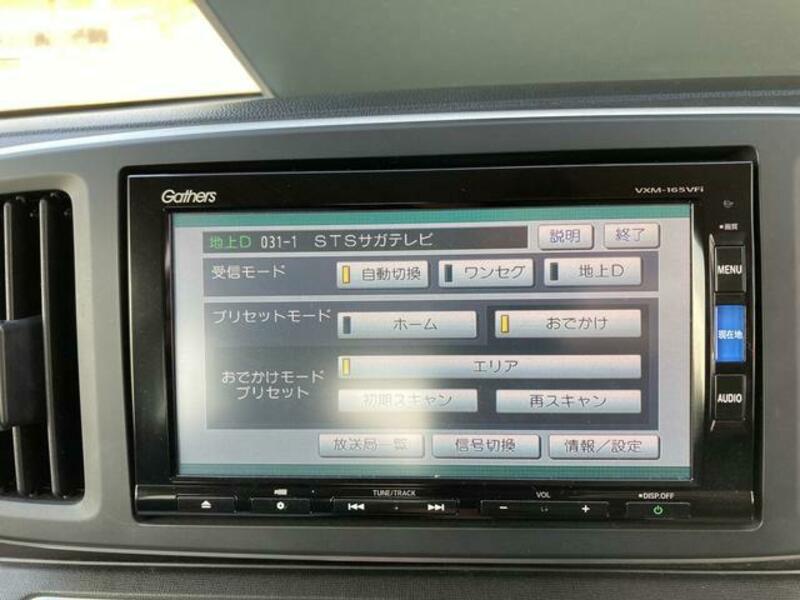 Gathers VXM-165VFi
地上D 031-1 STSサガテレビ 説明 終了
受信モード 自動切換 ワンセグ 地上D
プリセットモード ホーム おでかけ
エリア
おでかけモード
プリセット
初期スキャン 再スキャン
放送局一覧 信号切換 情報/設定
画質
MENU
現在地
AUDIO
TUNE/TRACK VOL DISP.OFF